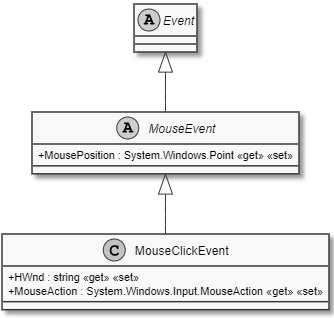 A Event
A MouseEvent
+MousePosition : System.Windows.Point «get» «set»
C MouseClickEvent
+HWnd : string «get» «set»
+MouseAction : System.Windows.Input.MouseAction «get» «set»